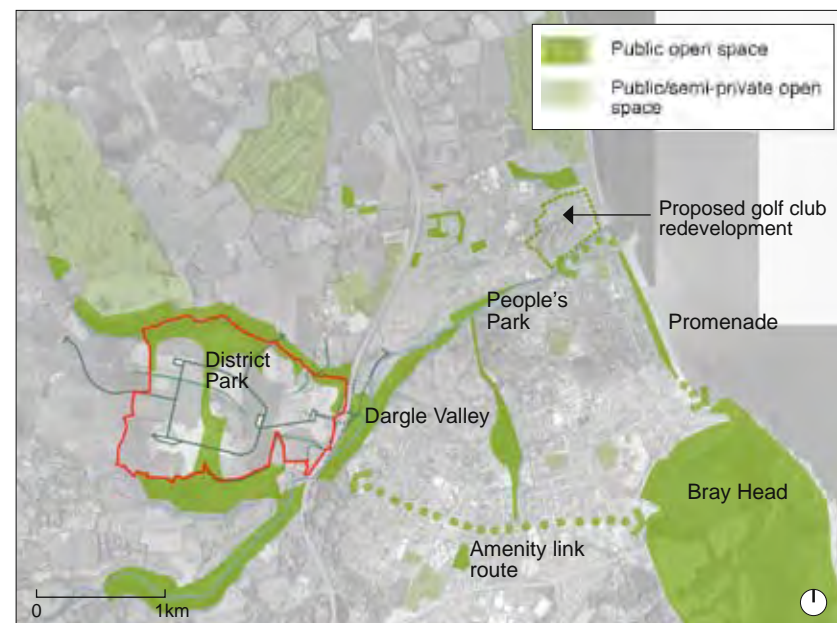 Public open space
Public/semi-private open
space
Proposed golf club
redevelopment
People's
Park
Promenade
District
Park
Dargle Valley
Bray Head
Amenity link
route
0
1km